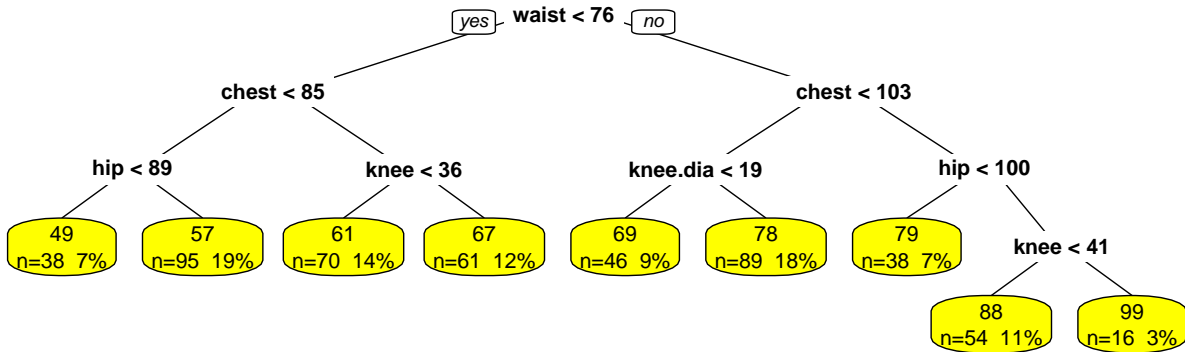 yes waist < 76 no
chest < 85 chest < 103
hip < 89 knee < 36 knee.dia < 19 hip < 100
49 57 61 67 69 78 79
n=38 7% n=95 19% n=70 14% n=61 12% n=46 9% n=89 18% n=38 7%
knee < 41
88 99
n=54 11% n=16 3%